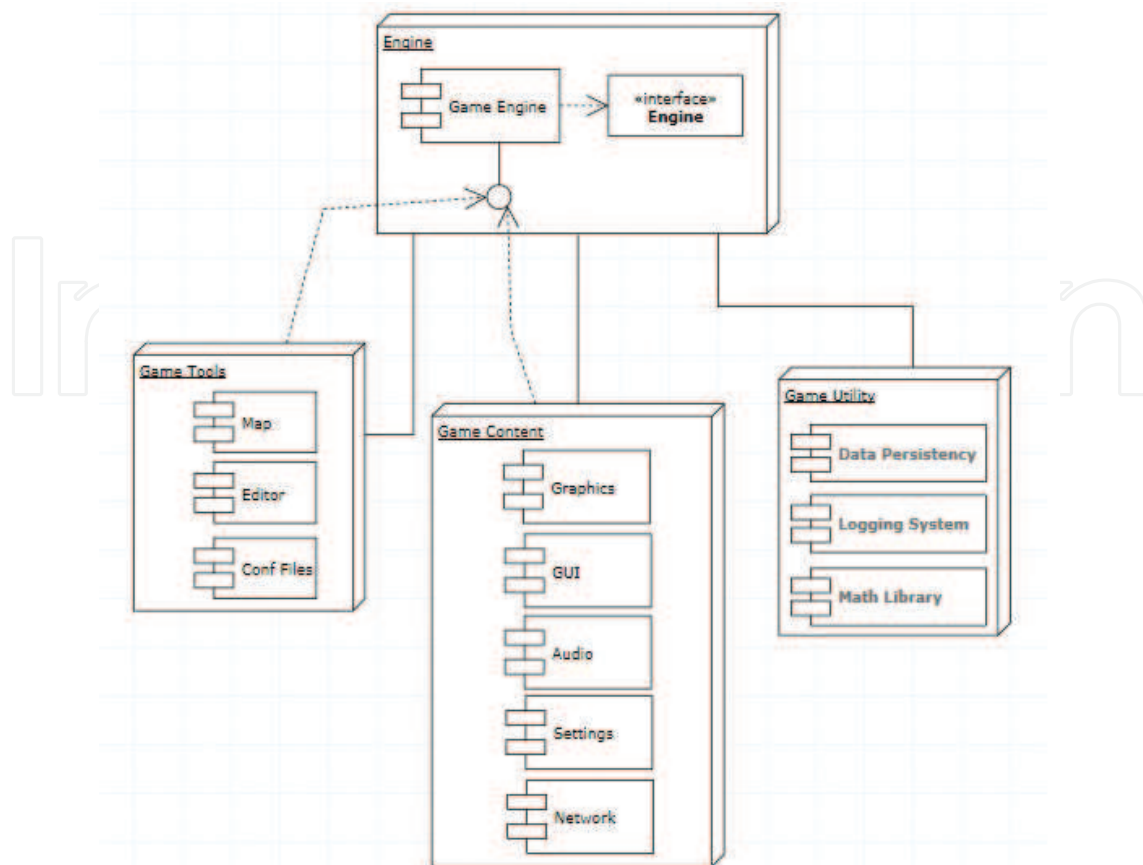 Engine
Game Engine
«interface»
Engine
Game Tools
Map
Editor
Conf Files
Game Content
Graphics
GUI
Audio
Settings
Network
Game Utility
Data Persistency
Logging System
Math Library